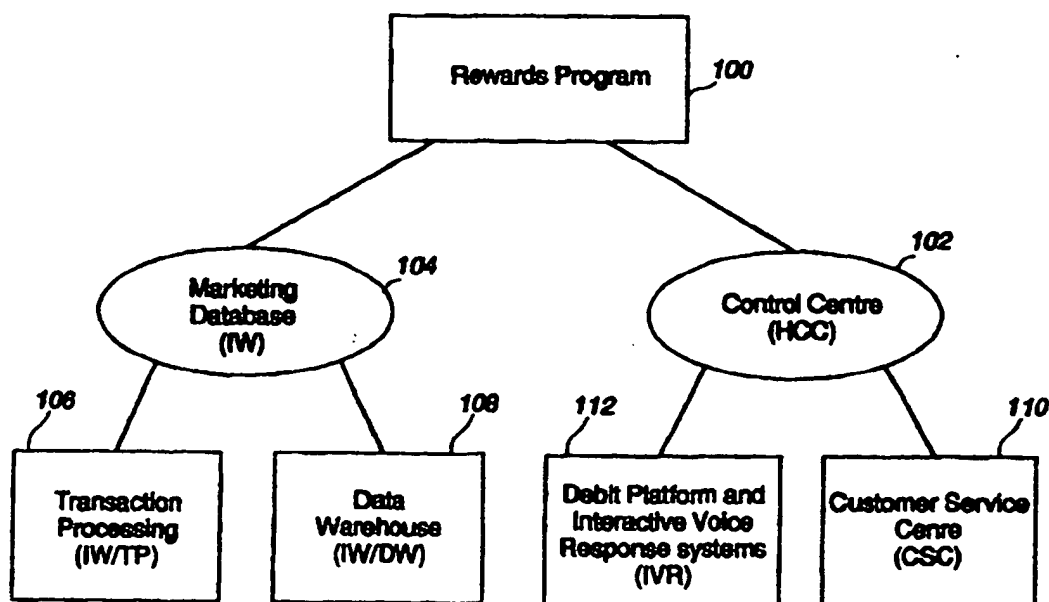 Rewards Program
100
104
Marketing
Database
(IW)
102
Control Centre
(HCC)
106
Transaction
Processing
(IW/TP)
108
Data
Warehouse
(IW/DW)
112
Debit Platform and
Interactive Voice
Response systems
(IVR)
110
Customer Service
Cenre
(CSC)